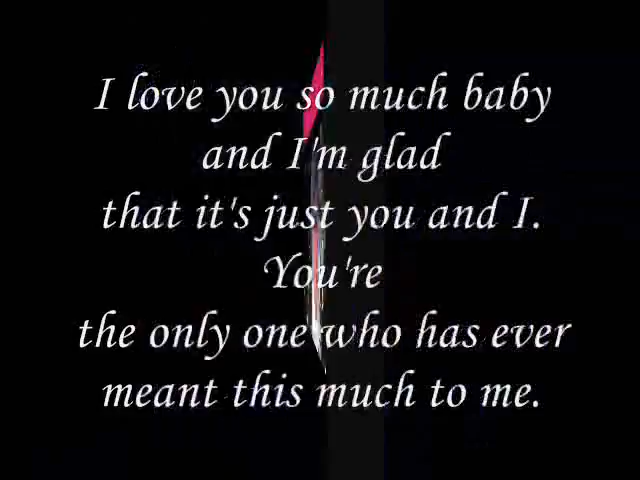 I love you so much baby
and I'm glad
that it's just you and I.
You're
the only one who has ever
meant this much to me.